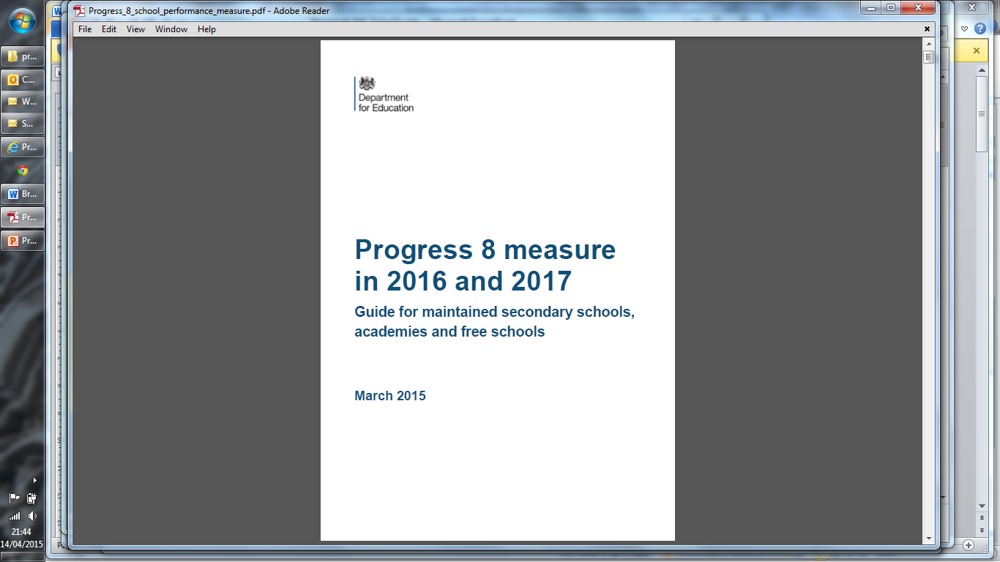 Progress_8_school_performance_measure.pdf - Adobe Reader
File Edit View Window Help
Department
for Education
Progress 8 measure
in 2016 and 2017
Guide for maintained secondary schools,
academies and free schools
March 2015
pr...
C...
W...
S...
Pr...
Br...
Pr...
Pr...
21:44
14/04/2015